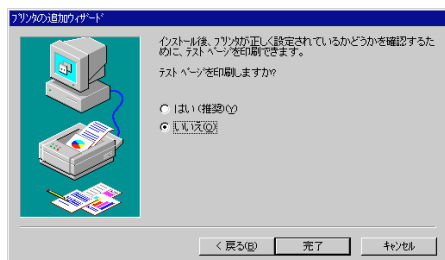 プリンタの追加ウィザード
インストール後、プリンタが正しく設定されているかどうかを確認するた
めに、テスト ページを印刷できます。
テスト ページを印刷しますか?
はい (推奨)(Y)
いいえ(O)
< 戻る(B)
完了
キャンセル